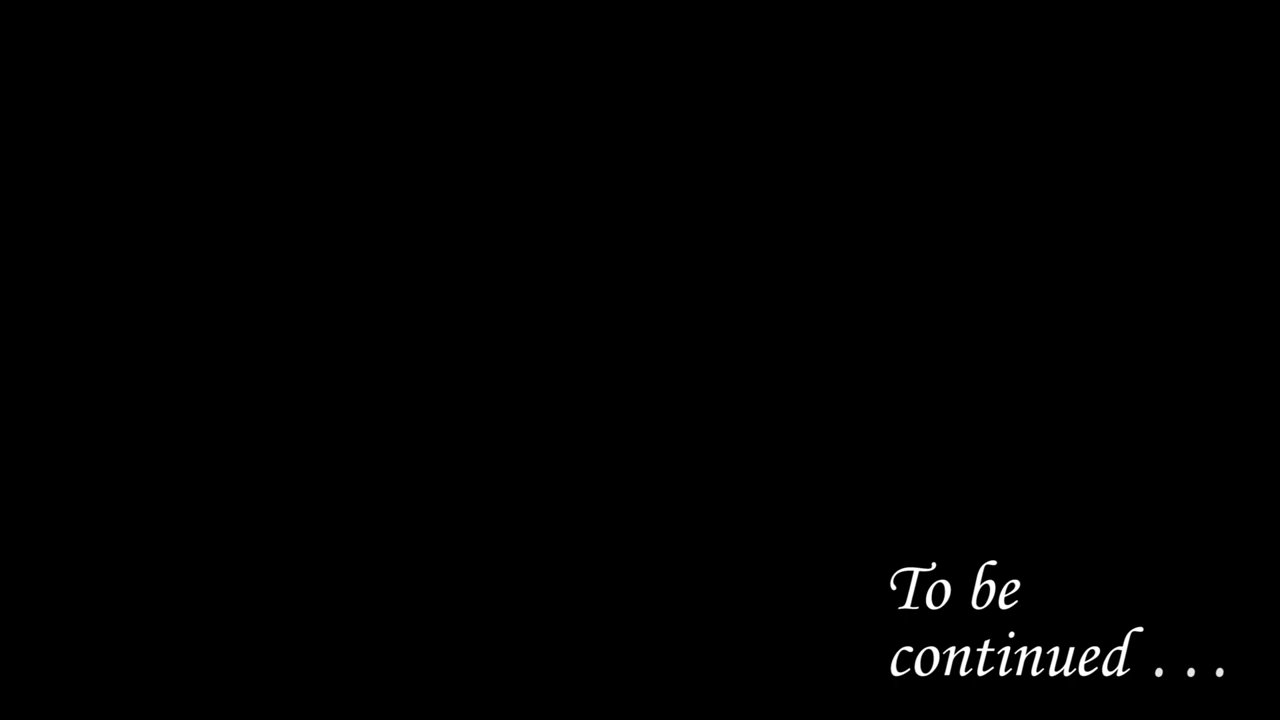 To be
continued . . .